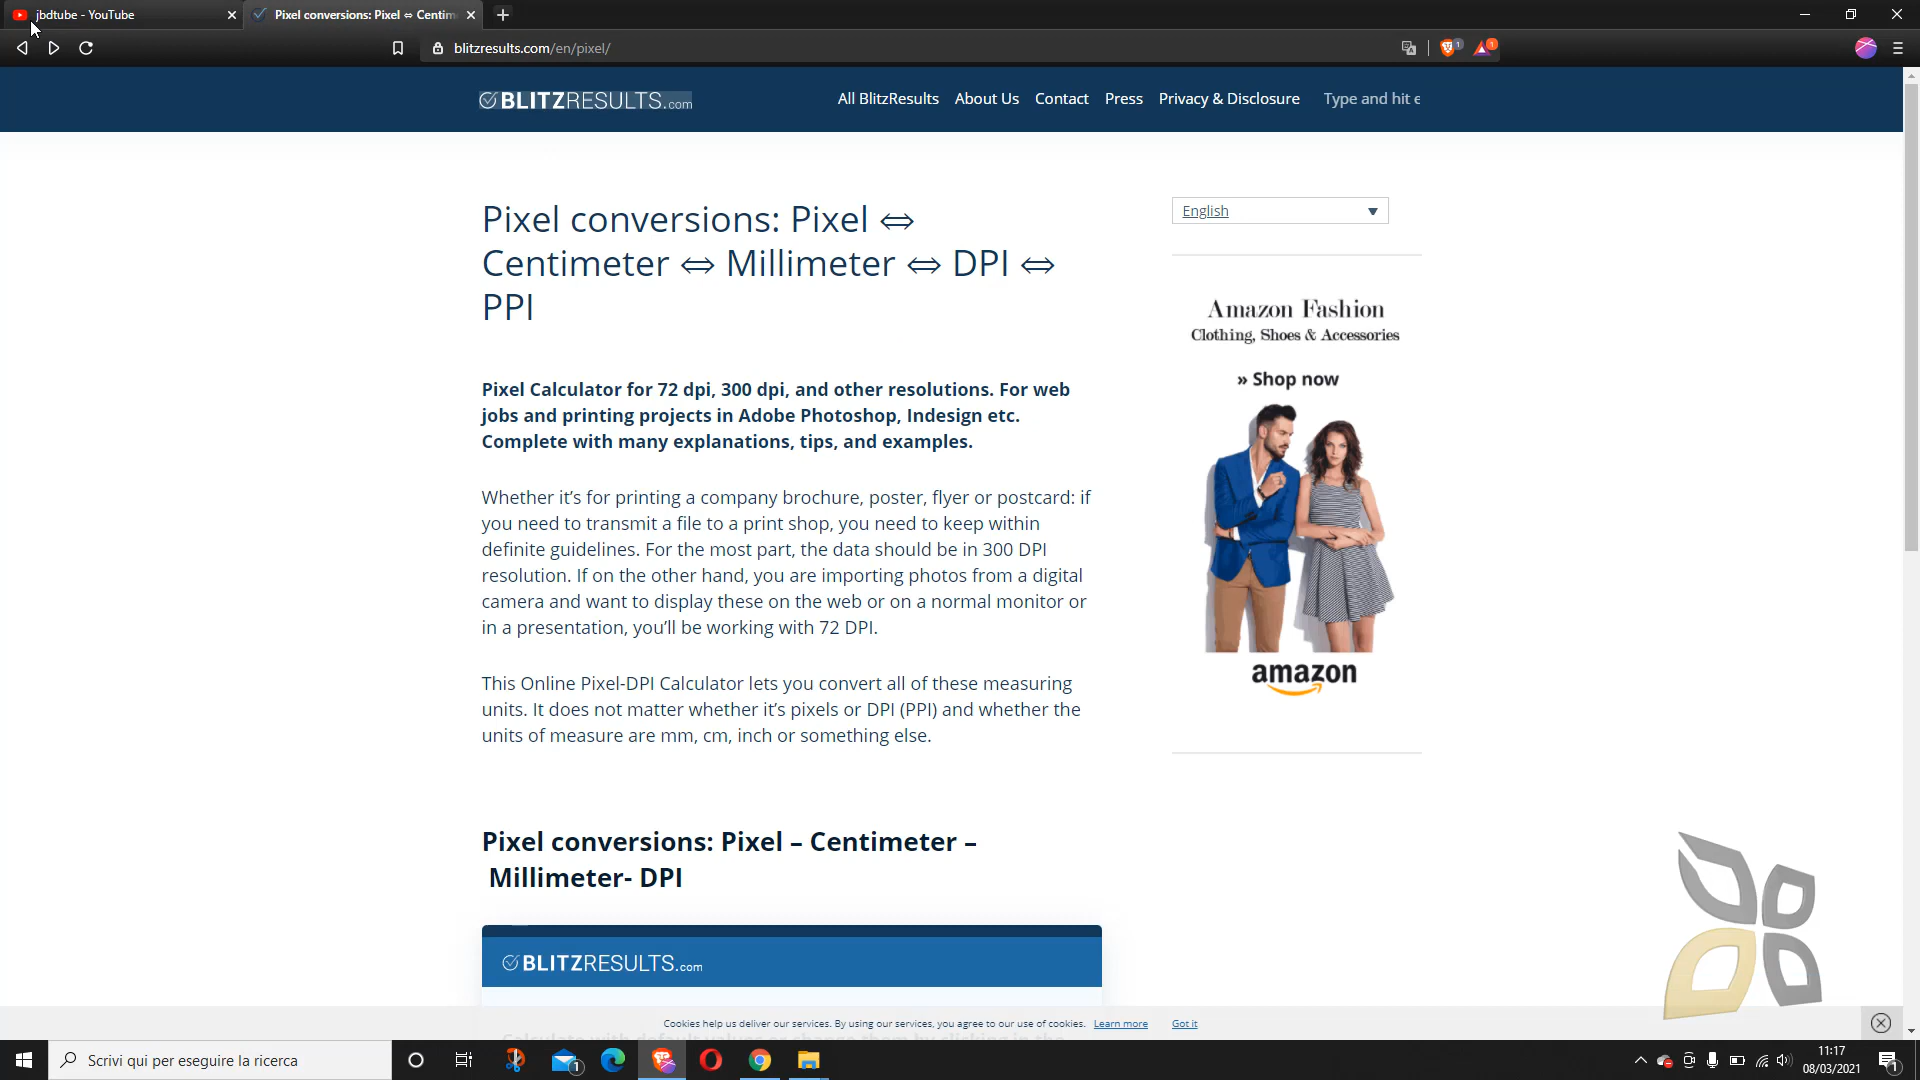 jbdtube - YouTube
Pixel conversions: Pixel ⇔ Centim
blitzresults.com/en/pixel/
1
1
BLITZRESULTS.com
All BlitzResults About Us Contact Press Privacy & Disclosure Type and hit e
Pixel conversions: Pixel ⇔
Centimeter ⇔ Millimeter ⇔ DPI ⇔
PPI
English
Amazon Fashion
Clothing, Shoes & Accessories
» Shop now
amazon
Pixel Calculator for 72 dpi, 300 dpi, and other resolutions. For web
jobs and printing projects in Adobe Photoshop, Indesign etc.
Complete with many explanations, tips, and examples.
Whether it’s for printing a company brochure, poster, flyer or postcard: if
you need to transmit a file to a print shop, you need to keep within
definite guidelines. For the most part, the data should be in 300 DPI
resolution. If on the other hand, you are importing photos from a digital
camera and want to display these on the web or on a normal monitor or
in a presentation, you’ll be working with 72 DPI.
This Online Pixel-DPI Calculator lets you convert all of these measuring
units. It does not matter whether it’s pixels or DPI (PPI) and whether the
units of measure are mm, cm, inch or something else.
Pixel conversions: Pixel – Centimeter –
Millimeter- DPI
BLITZRESULTS.com
Cookies help us deliver our services. By using our services, you agree to our use of cookies. Learn more Got it
Scrivi qui per eseguire la ricerca
1
11:17
08/03/2021
1